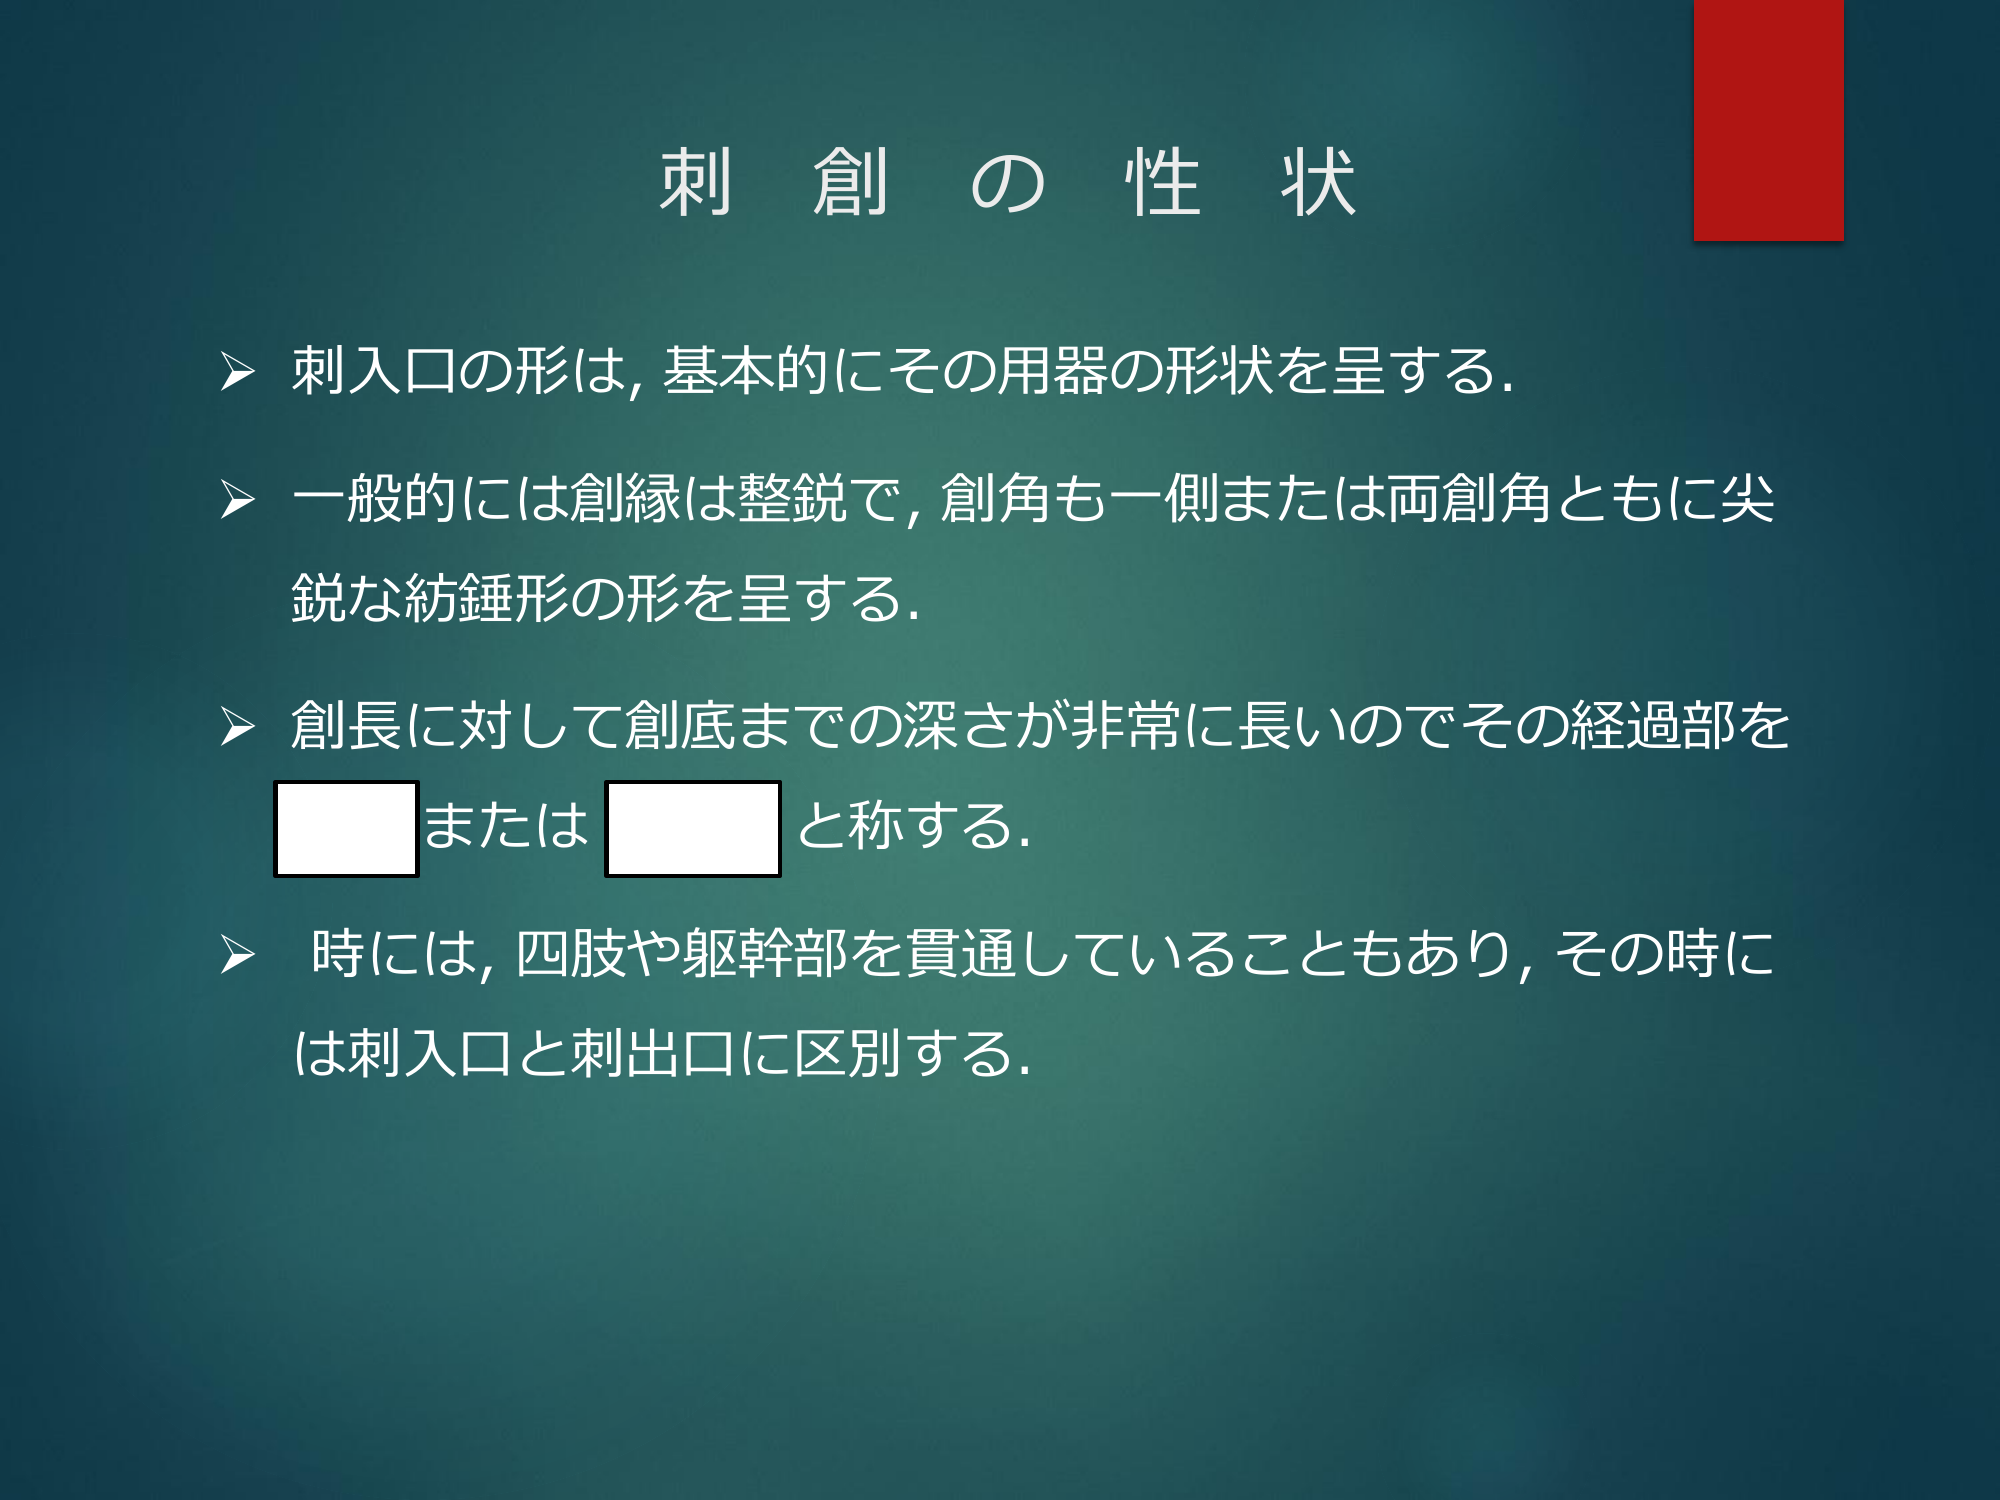 刺 創 の 性 状
➢ 刺入口の形は, 基本的にその用器の形状を呈する.
➢ 一般的には創縁は整鋭で, 創角も一側または両創角ともに尖
鋭な紡錘形の形を呈する.
➢ 創長に対して創底までの深さが非常に長いのでその経過部を
または と称する.
➢ 時には, 四肢や躯幹部を貫通していることもあり, その時に
は刺入口と刺出口に区別する.